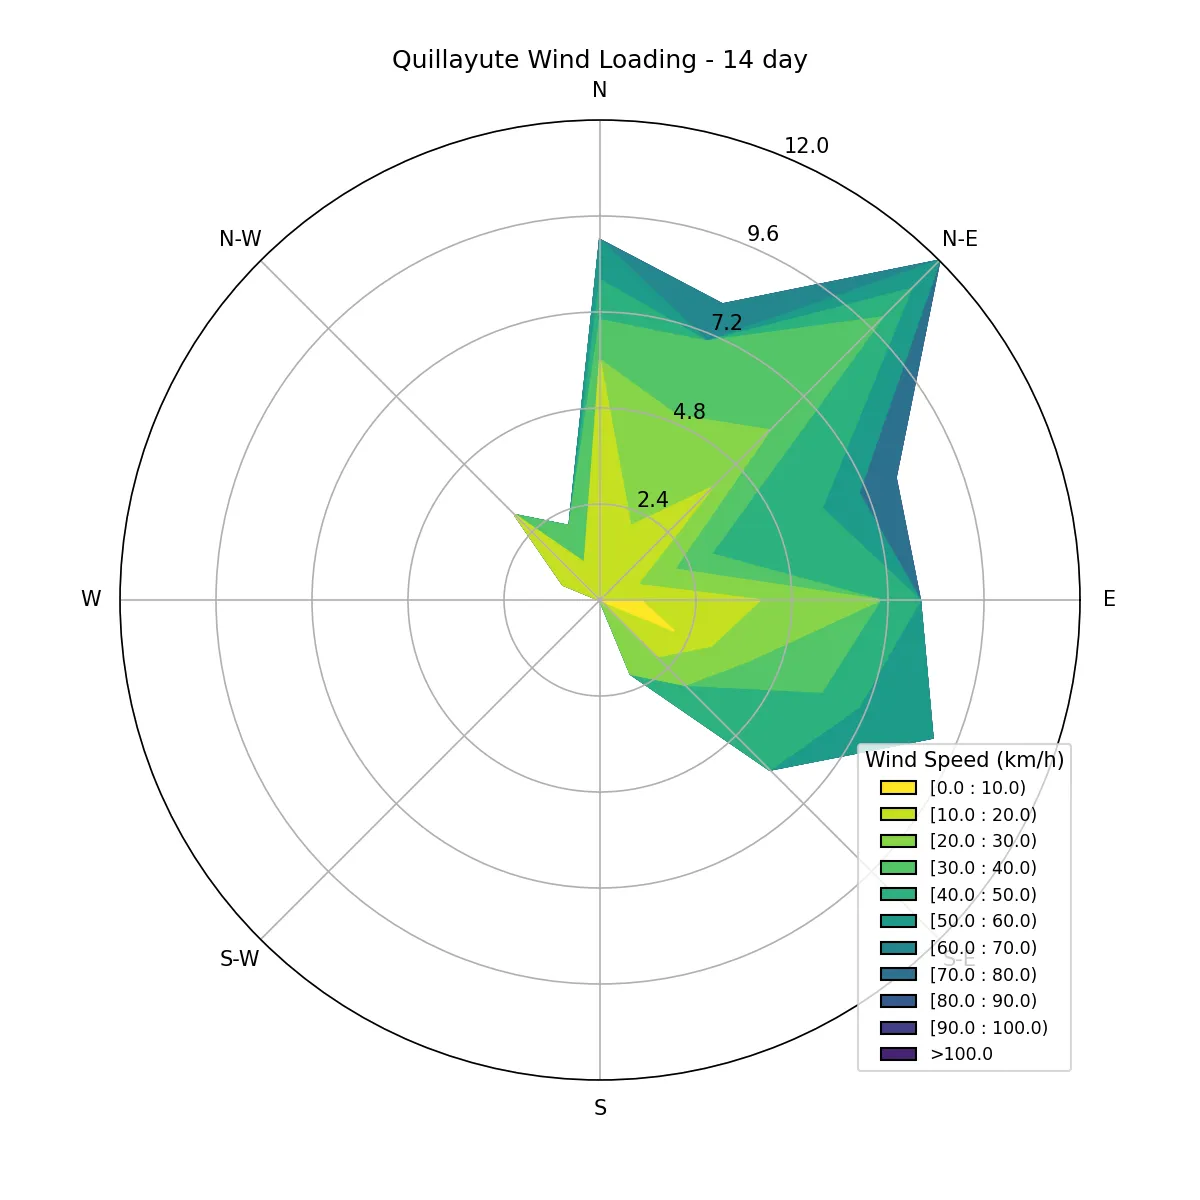 Quillayute Wind Loading - 14 day
N
12.0
9.6
N-W
N-E
7.2
4.8
2.4
W
E
Wind Speed (km/h)
[0.0 : 10.0)
[10.0 : 20.0)
[20.0 : 30.0)
[30.0 : 40.0)
[40.0 : 50.0)
[50.0 : 60.0)
[60.0 : 70.0)
S-W
S-E
[70.0 : 80.0)
[80.0 : 90.0)
[90.0 : 100.0)
>100.0
S